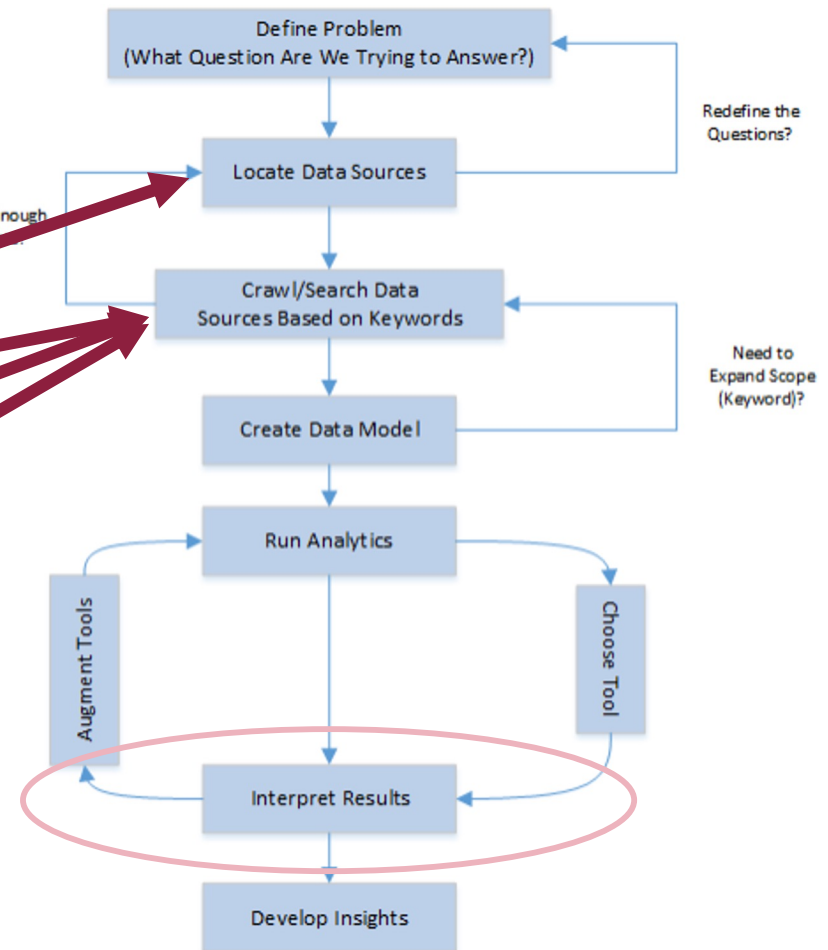 Define Problem
(What Question Are We Trying to Answer?)
Redefine the
Questions?
Locate Data Sources
Crawl/Search Data
Sources Based on Keywords
Need to
Expand Scope
(Keyword)?
Create Data Model
Run Analytics
Augment Tools
Choose Tool
Interpret Results
Develop Insights